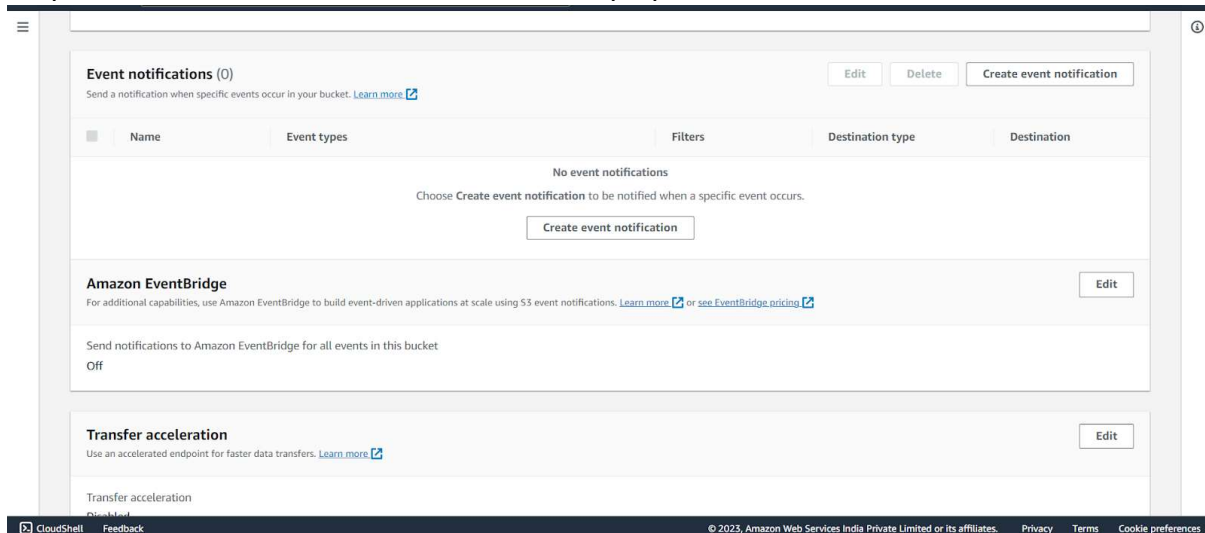 Event notifications (0)
Edit Delete Create event notification
Send a notification when specific events occur in your bucket. Learn more
Name Event types Filters Destination type Destination
No event notifications
Choose Create event notification to be notified when a specific event occurs.
Create event notification
Amazon EventBridge
Edit
For additional capabilities, use Amazon EventBridge to build event-driven applications at scale using S3 event notifications. Learn more or see EventBridge pricing
Send notifications to Amazon EventBridge for all events in this bucket
Off
Transfer acceleration
Edit
Use an accelerated endpoint for faster data transfers. Learn more
Transfer acceleration
Disabled
CloudShell Feedback © 2023, Amazon Web Services India Private Limited or its affiliates. Privacy Terms Cookie preferences